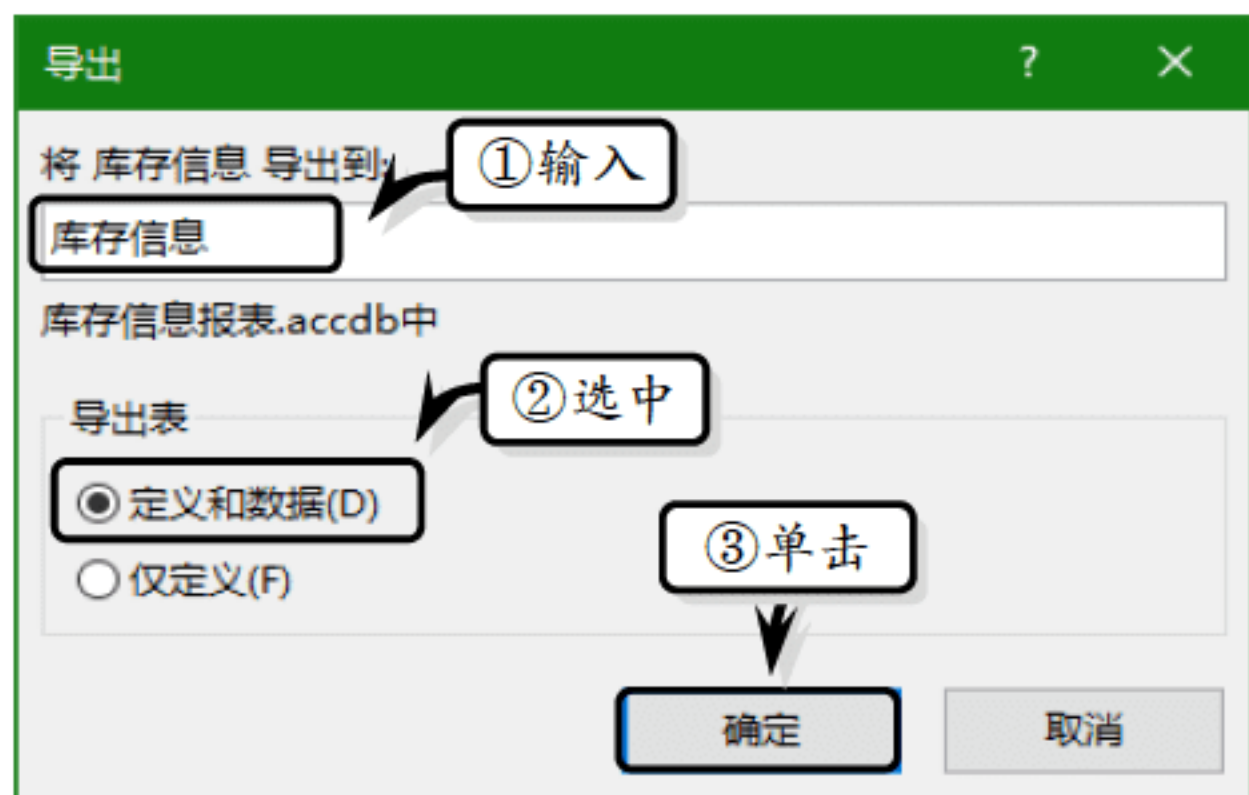 导出 ?
将 库存信息 导出到:
①输入
库存信息
库存信息报表.accdb中
②选中
导出表
定义和数据(D)
③单击
仅定义(F)
确定 取消